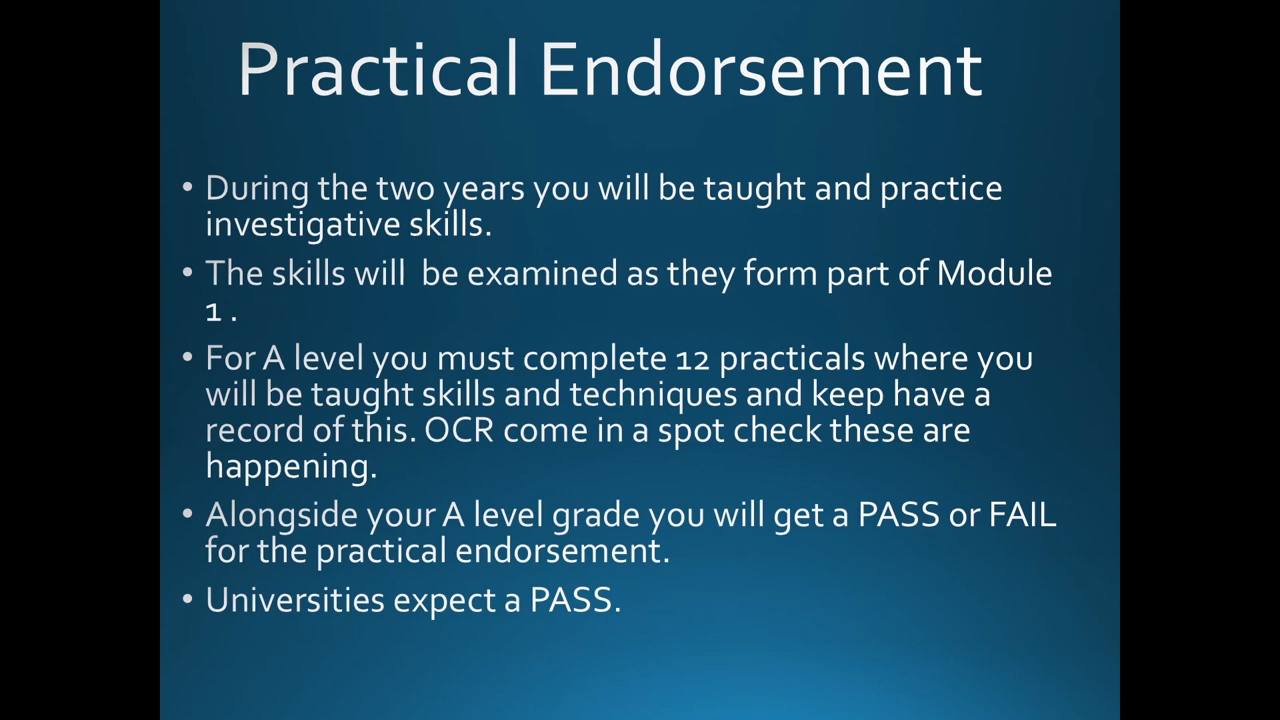 Practical Endorsement
• During the two years you will be taught and practice
investigative skills.
• The skills will  be examined as they form part of Module
1 .
• For A level you must complete 12 practicals where you
will be taught skills and techniques and keep have a
record of this. OCR come in a spot check these are
happening.
• Alongside your A level grade you will get a PASS or FAIL
for the practical endorsement.
• Universities expect a PASS.